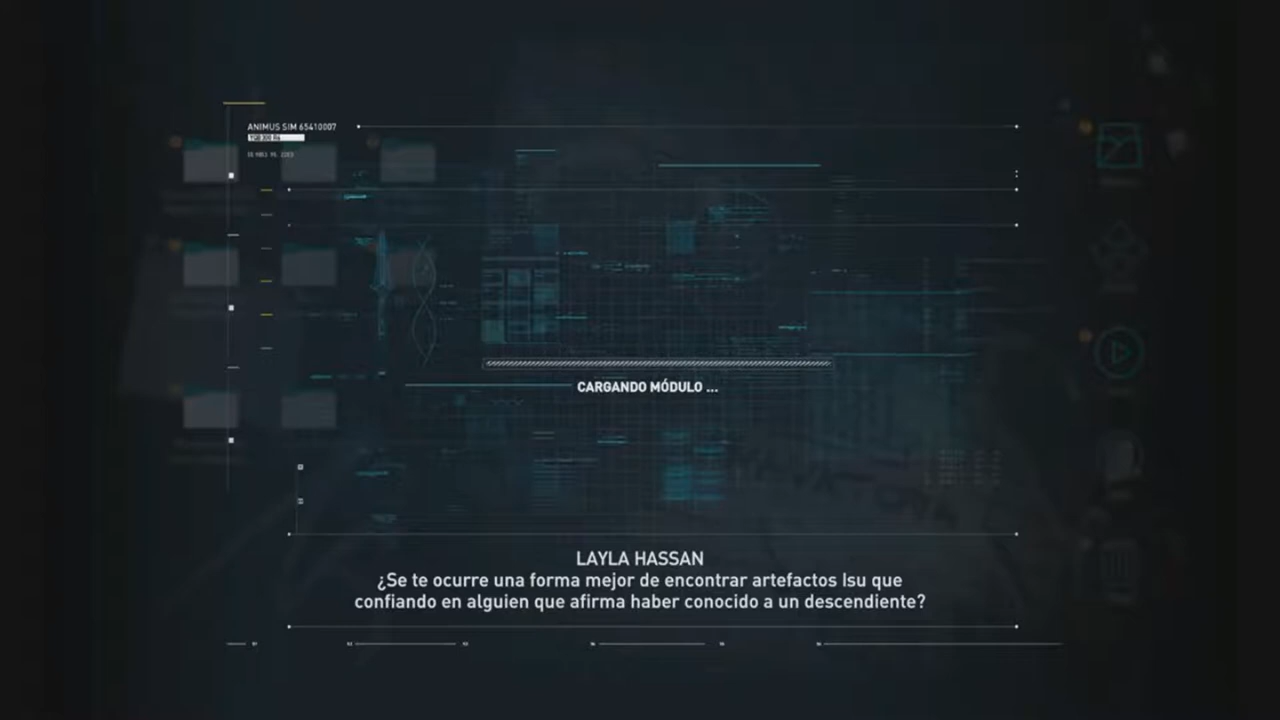 ANIMUS SIM 65410007
CARGANDO MÓDULO ...
LAYLA HASSAN
¿Se te ocurre una forma mejor de encontrar artefactos Isu que
confiando en alguien que afirma haber conocido a un descendiente?